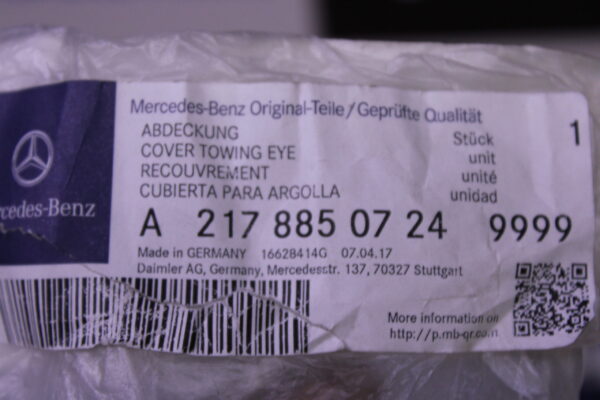 Mercedes-Benz Original-Teile/Geprüfte Qualität
ABDECKUNG Stück 1
COVER TOWING EYE unit
RECOUVREMENT unité
CUBIERTA PARA ARGOLLA unidad
rcedes-Benz
A 217 885 07 24 9999
Made in GERMANY 16628414G 07.04.17
Daimler AG, Germany, Mercedesstr. 137, 70327 Stuttgart
More information on
http://p.mb-qr.com